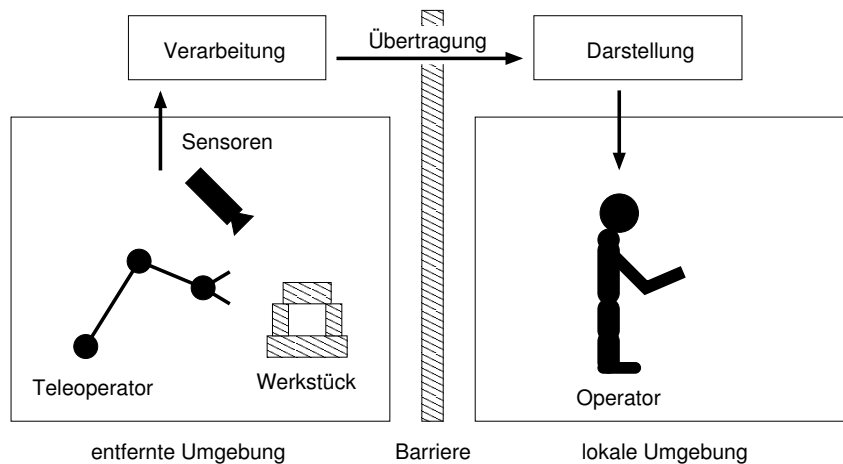 Verarbeitung
Übertragung
Darstellung
Sensoren
Teleoperator
Werkstück
Operator
entfernte Umgebung
Barriere
lokale Umgebung